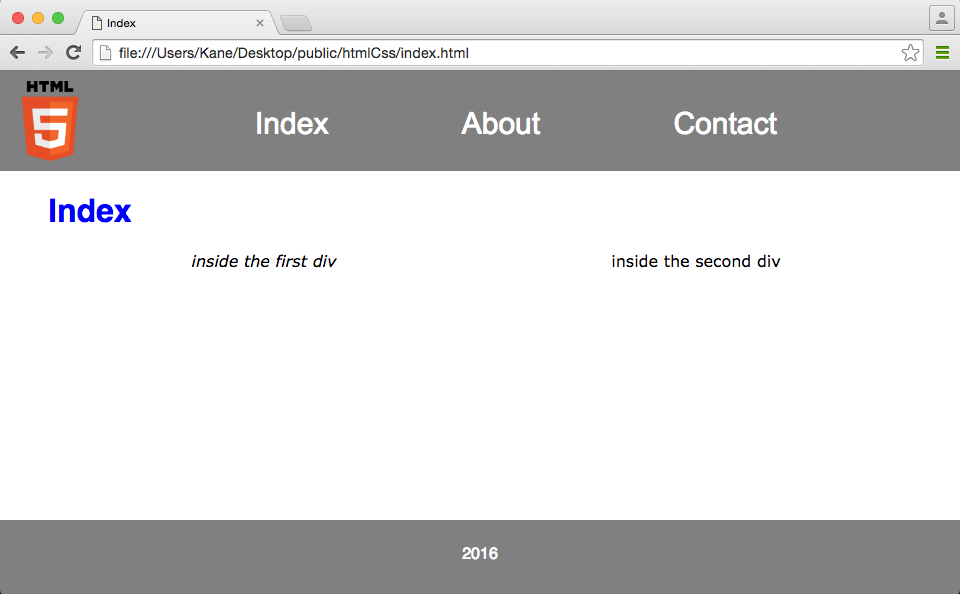 Index
file:///Users/Kane/Desktop/public/htmlCss/index.html
HTML
5
Index About Contact
Index
inside the first div inside the second div
2016